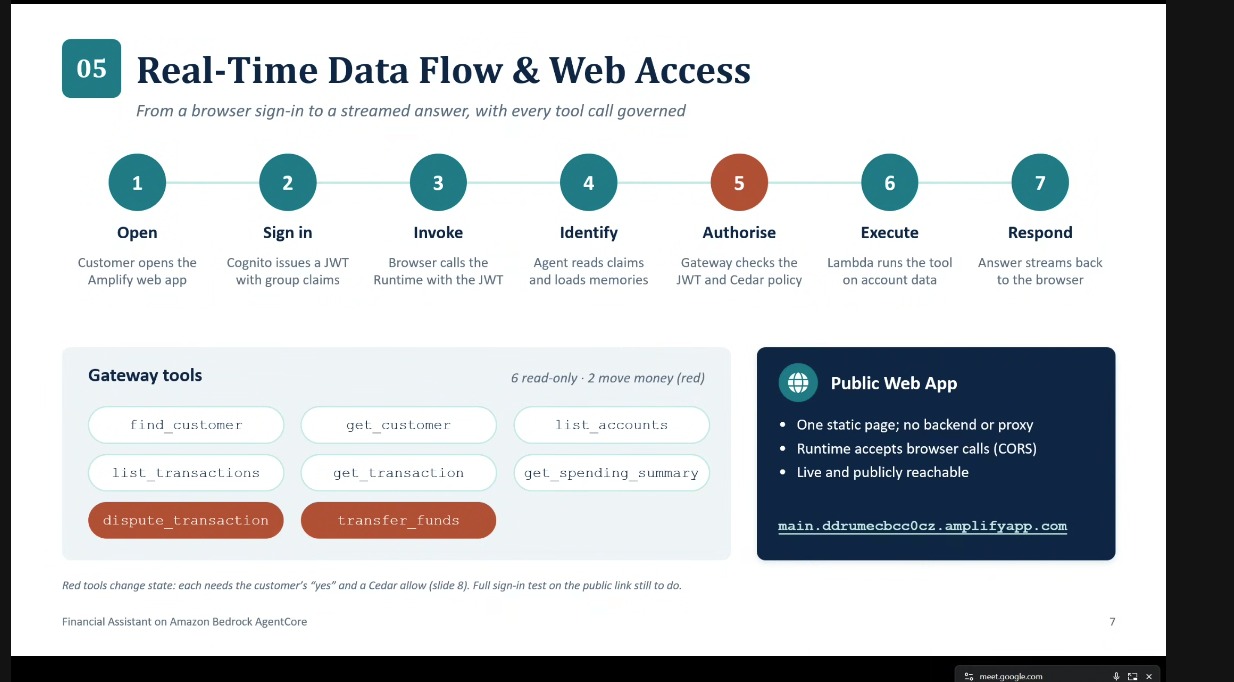 05
Real-Time Data Flow & Web Access
From a browser sign-in to a streamed answer, with every tool call governed
1
2
3
4
5
6
7
Open
Sign in
Invoke
Identify
Authorise
Execute
Respond
Customer opens the
Amplify web app
Cognito issues a JWT
with group claims
Browser calls the
Runtime with the JWT
Agent reads claims
and loads memories
Gateway checks the
JWT and Cedar policy
Lambda runs the tool
on account data
Answer streams back
to the browser
Gateway tools
6 read-only · 2 move money (red)
find_customer
get_customer
list_accounts
list_transactions
get_transaction
get_spending_summary
dispute_transaction
transfer_funds
Public Web App
• One static page; no backend or proxy
• Runtime accepts browser calls (CORS)
• Live and publicly reachable
main.ddrumecbcc0cz.amplifyapp.com
Red tools change state: each needs the customer's “yes” and a Cedar allow (slide 8). Full sign-in test on the public link still to do.
Financial Assistant on Amazon Bedrock AgentCore
7
meet.google.com